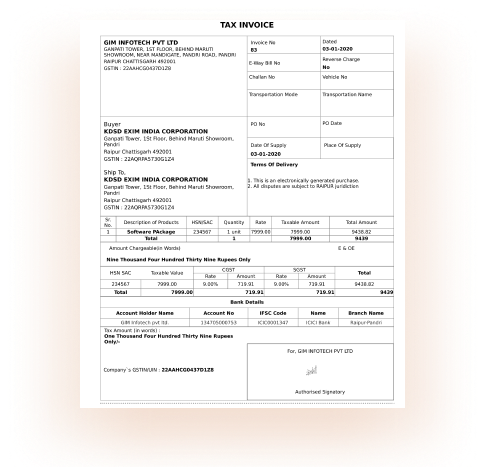 TAX INVOICE
GIM INFOTECH PVT LTD
GANPATI TOWER, 1ST FLOOR, BEHIND MARUTI
SHOWROOM, NEAR MANDIGATE, PANDRI ROAD, PANDRI
RAIPUR CHATTISGARH 492001
GSTIN : 22AAHCG0437D1Z8
Invoice No
83
Dated
03-01-2020
E-Way Bill No
Reverse Charge
No
Challan No
Vehicle No
Transportation Mode
Transportation Name
Buyer
KDSD EXIM INDIA CORPORATION
Ganpati Tower, 1St Floor, Behind Maruti Showroom,
Pandri
Raipur Chattisgarh 492001
GSTIN : 22AQRPA5730G1Z4
PO No
PO Date
Date Of Supply
03-01-2020
Place Of Supply
Ship To,
KDSD EXIM INDIA CORPORATION
Ganpati Tower, 1St Floor, Behind Maruti Showroom,
Pandri
Raipur Chattisgarh 492001
GSTIN : 22AQRPA5730G1Z4
Terms Of Delivery
1. This is an electronically generated purchase.
2. All disputes are subject to RAIPUR juridiction
Sr. No. Description of Products HSN/SAC Quantity Rate Taxable Amount Total Amount
1 Software PAckage 234567 1 unit 7999.00 7999.00 9438.82
Total 1 7999.00 9439
Amount Chargeable(in Words) E & OE
Nine Thousand Four Hundred Thirty Nine Rupees Only
HSN SAC Taxable Value CGST SGST Total
Rate Amount Rate Amount
234567 7999.00 9.00% 719.91 9.00% 719.91 9438.82
Total 7999.00 719.91 719.91 9439
Bank Details
Account Holder Name Account No IFSC Code Name Branch Name
GIM Infotech pvt ltd. 134705000753 ICIC0001347 ICICI Bank Raipur-Pandri
Tax Amount (in words) :
One Thousand Four Hundred Thirty Nine Rupees
Only/-
Company`s GSTIN/UIN : 22AAHCG0437D1Z8
For, GIM INFOTECH PVT LTD
Authorised Signatory